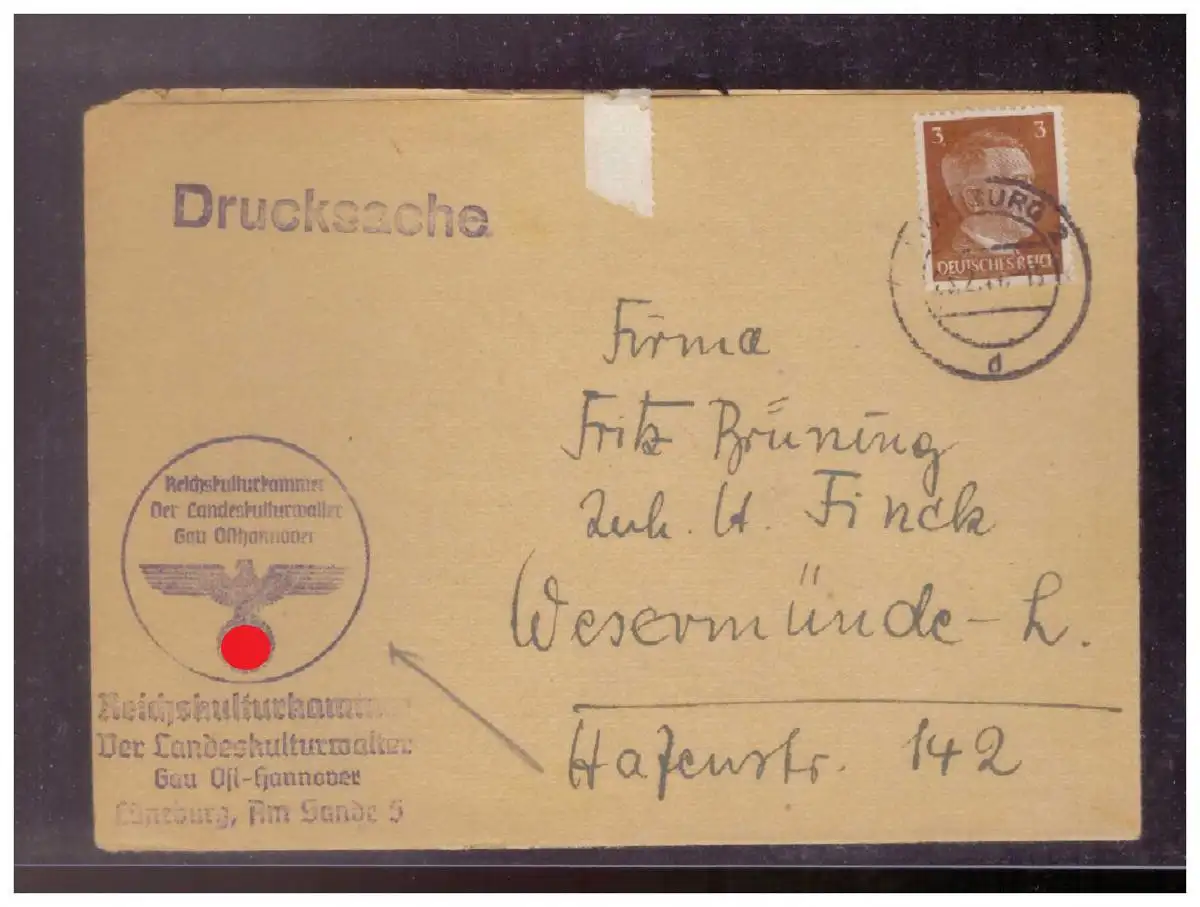 Drucksache
3 3
DEUTSCHES REICH
BURG 2
d
Firma
Fritz Brüning
Inh. H. Finck
Wesermünde-L.
Hafenstr. 142
Reichskulturkammer
Der Landeskulturwalter
Gau Osthannover
Reichskulturkammer
Der Landeskulturwalter
Gau Ost-Hannover
Lüneburg, Am Sande 5